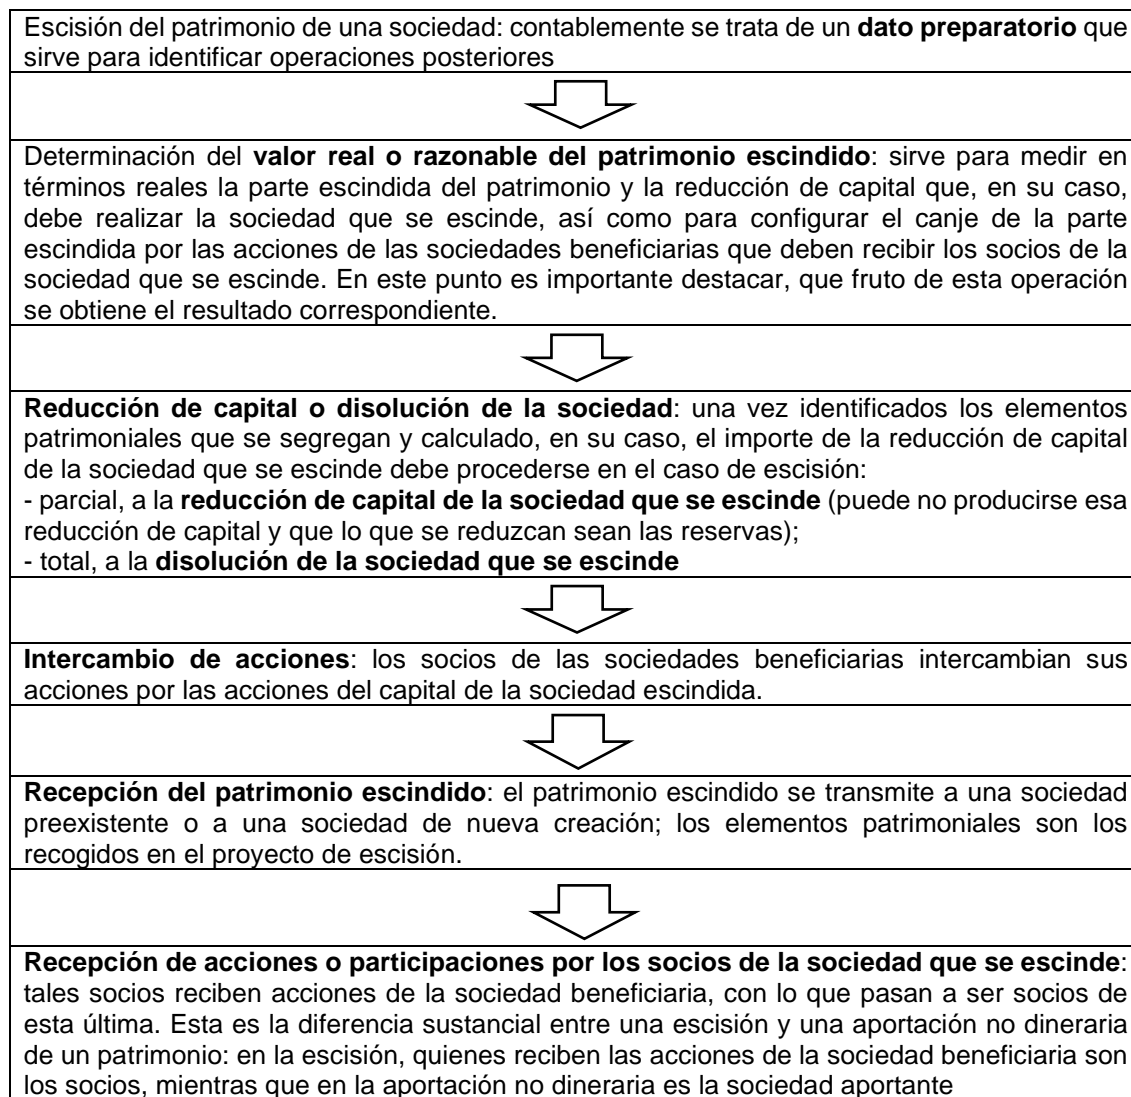 Escisión del patrimonio de una sociedad: contablemente se trata de un dato preparatorio que
sirve para identificar operaciones posteriores
Determinación del valor real o razonable del patrimonio escindido: sirve para medir en
términos reales la parte escindida del patrimonio y la reducción de capital que, en su caso,
debe realizar la sociedad que se escinde, así como para configurar el canje de la parte
escindida por las acciones de las sociedades beneficiarias que deben recibir los socios de la
sociedad que se escinde. En este punto es importante destacar, que fruto de esta operación
se obtiene el resultado correspondiente.
Reducción de capital o disolución de la sociedad: una vez identificados los elementos
patrimoniales que se segregan y calculado, en su caso, el importe de la reducción de capital
de la sociedad que se escinde debe procederse en el caso de escisión:
- parcial, a la reducción de capital de la sociedad que se escinde (puede no producirse esa
reducción de capital y que lo que se reduzcan sean las reservas);
- total, a la disolución de la sociedad que se escinde
Intercambio de acciones: los socios de las sociedades beneficiarias intercambian sus
acciones por las acciones del capital de la sociedad escindida.
Recepción del patrimonio escindido: el patrimonio escindido se transmite a una sociedad
preexistente o a una sociedad de nueva creación; los elementos patrimoniales son los
recogidos en el proyecto de escisión.
Recepción de acciones o participaciones por los socios de la sociedad que se escinde:
tales socios reciben acciones de la sociedad beneficiaria, con lo que pasan a ser socios de
esta última. Esta es la diferencia sustancial entre una escisión y una aportación no dineraria
de un patrimonio: en la escisión, quienes reciben las acciones de la sociedad beneficiaria son
los socios, mientras que en la aportación no dineraria es la sociedad aportante